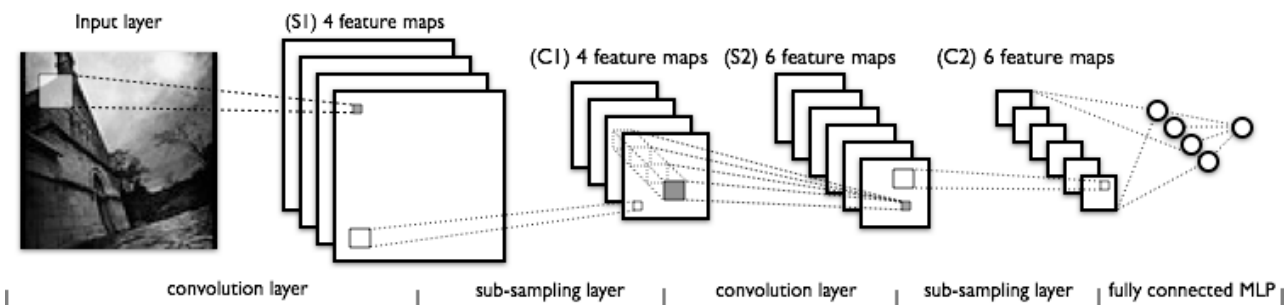 Input layer
(S1) 4 feature maps
(C1) 4 feature maps
(S2) 6 feature maps
(C2) 6 feature maps
convolution layer
sub-sampling layer
convolution layer
sub-sampling layer
fully connected MLP